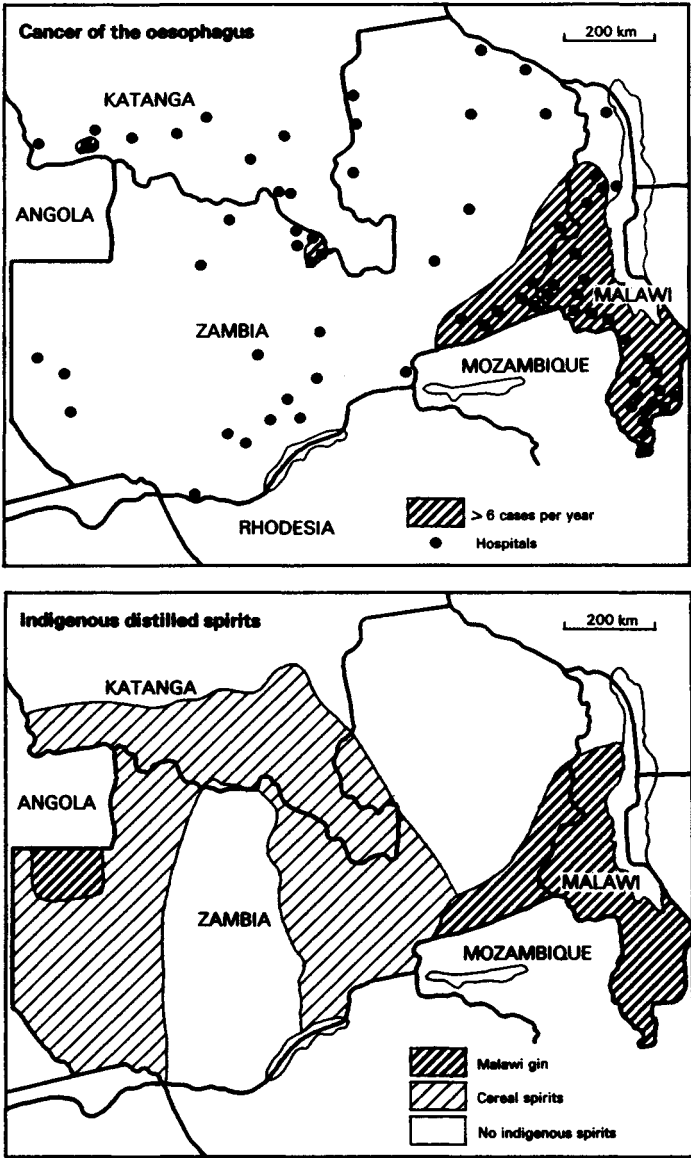 Cancer of the oesophagus
200 km
KATANGA
ANGOLA
MALAWI
ZAMBIA
MOZAMBIQUE
RHODESIA
> 6 cases per year
Hospitals
Indigenous distilled spirits
200 km
KATANGA
ANGOLA
MALAWI
ZAMBIA
MOZAMBIQUE
Malawi gin
Cereal spirits
No indigenous spirits